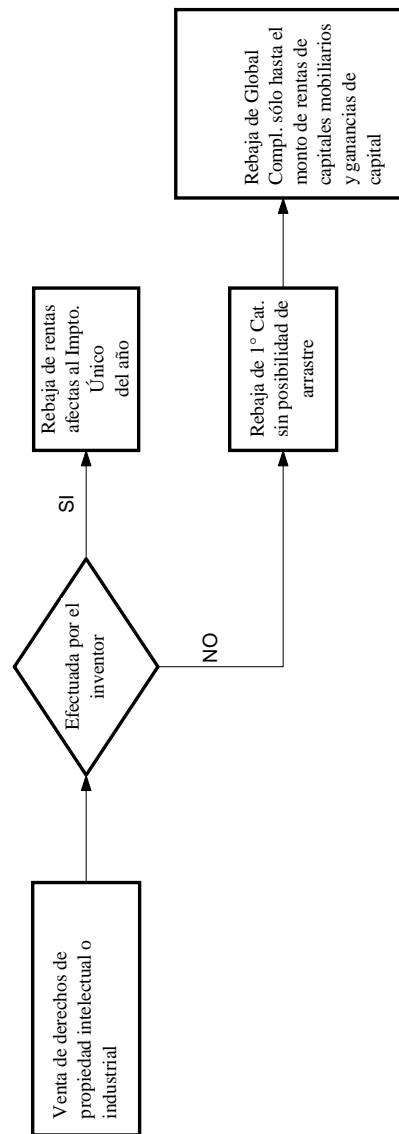 Venta de derechos de
propiedad intelectual o
industrial
Efectuada por el
inventor
SI
Rebaja de rentas
afectas al Impto.
Único
del año
NO
Rebaja de 1° Cat.
sin posibilidad de
arrastre
Rebaja de Global
Compl. sólo hasta el
monto de rentas de
capitales mobiliarios
y ganancias de
capital